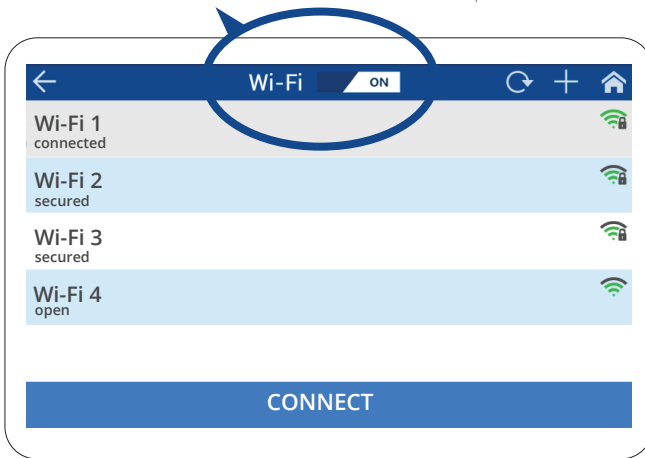 Wi-Fi ON
Wi-Fi 1
connected
Wi-Fi 2
secured
Wi-Fi 3
secured
Wi-Fi 4
open
CONNECT